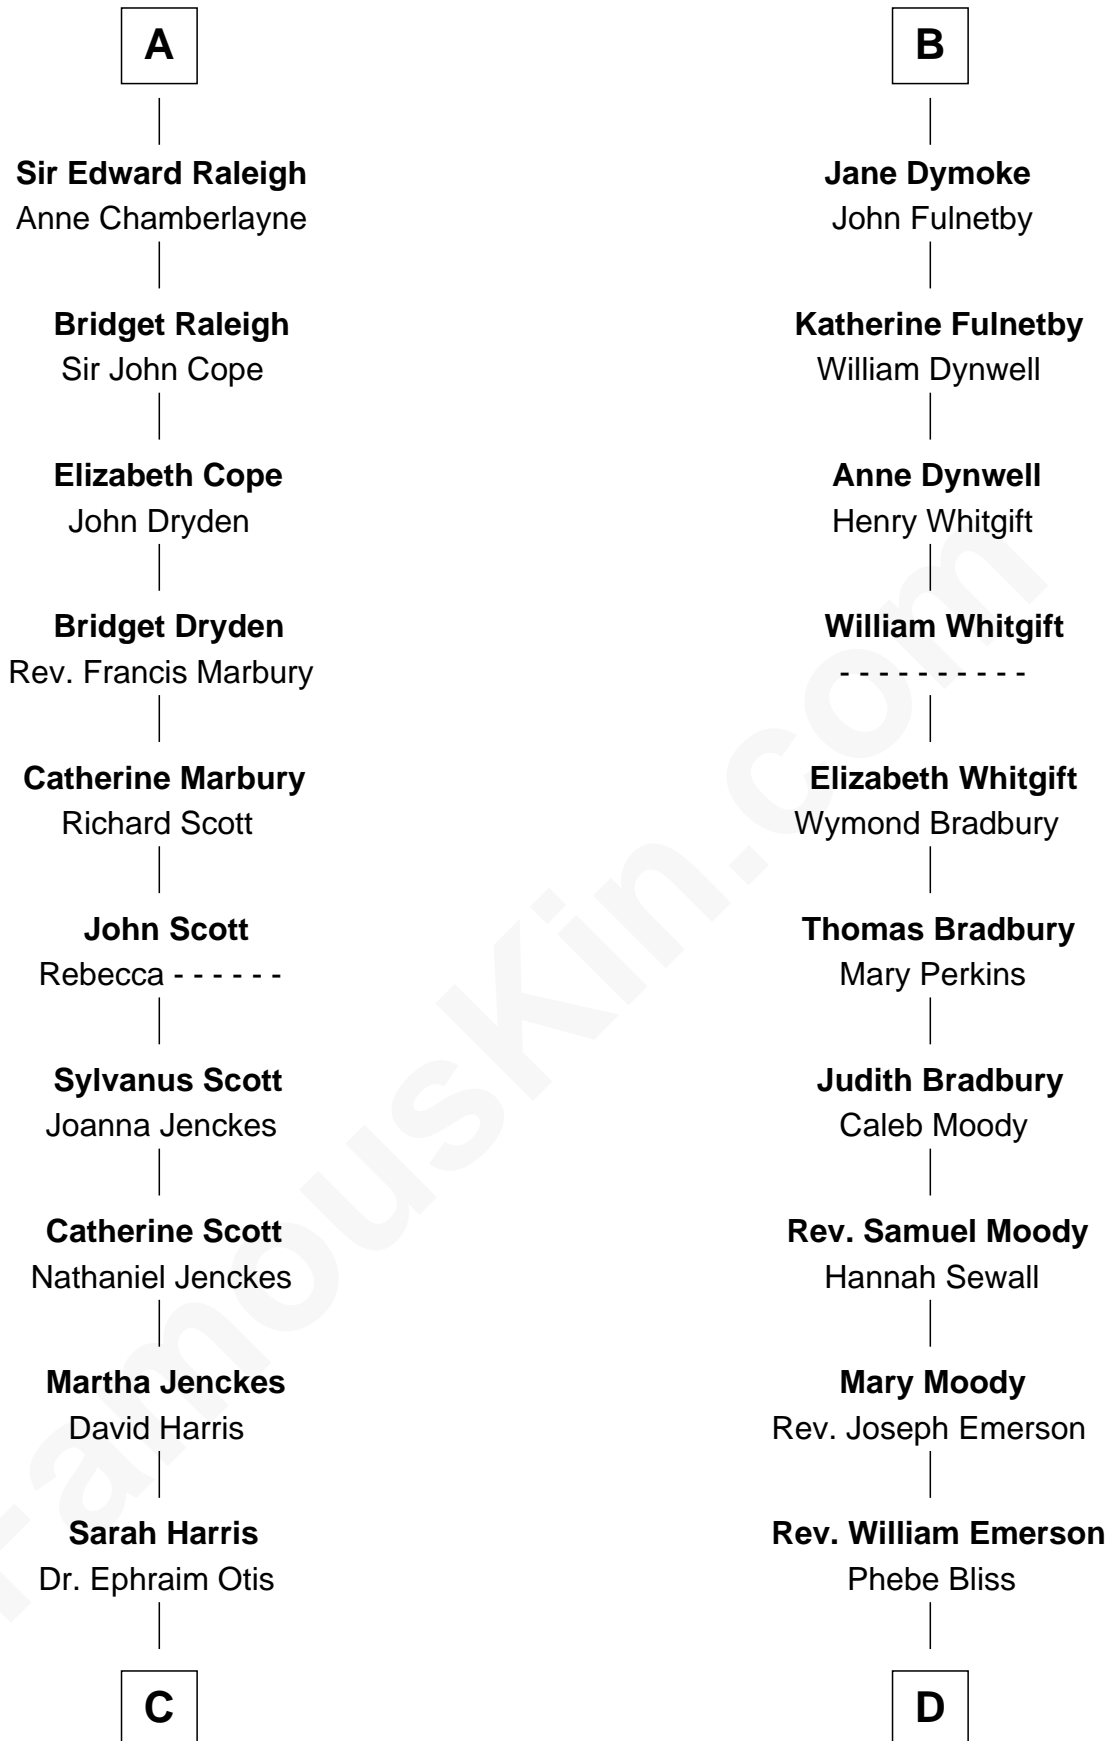 A
Sir Edward Raleigh
Anne Chamberlayne
Bridget Raleigh
Sir John Cope
Elizabeth Cope
John Dryden
Bridget Dryden
Rev. Francis Marbury
Catherine Marbury
Richard Scott
John Scott
Rebecca - - - - - -
Sylvanus Scott
Joanna Jenckes
Catherine Scott
Nathaniel Jenckes
Martha Jenckes
David Harris
Sarah Harris
Dr. Ephraim Otis
C
B
Jane Dymoke
John Fulnetby
Katherine Fulnetby
William Dynwell
Anne Dynwell
Henry Whitgift
William Whitgift
- - - - - - - - - -
Elizabeth Whitgift
Wymond Bradbury
Thomas Bradbury
Mary Perkins
Judith Bradbury
Caleb Moody
Rev. Samuel Moody
Hannah Sewall
Mary Moody
Rev. Joseph Emerson
Rev. William Emerson
Phebe Bliss
D
FamousKin.com